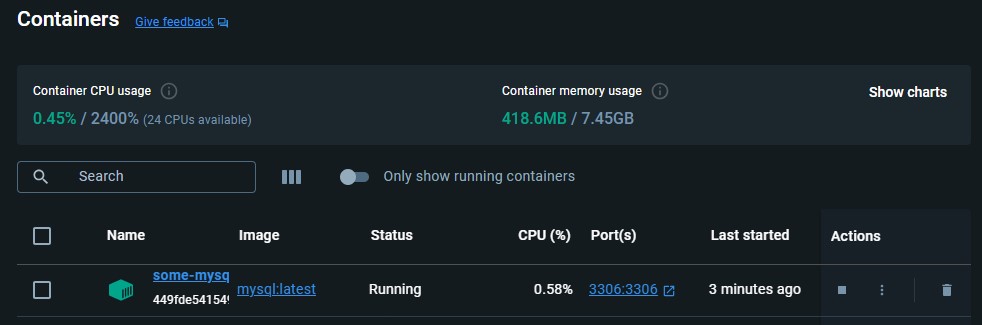 Containers Give feedback
Container CPU usage Container memory usage Show charts
0.45% / 2400% (24 CPUs available) 418.6MB / 7.45GB
Search Only show running containers
Name Image Status CPU (%) Port(s) Last started Actions
some-mysq mysql:latest Running 0.58% 3306:3306 3 minutes ago
449fde541549